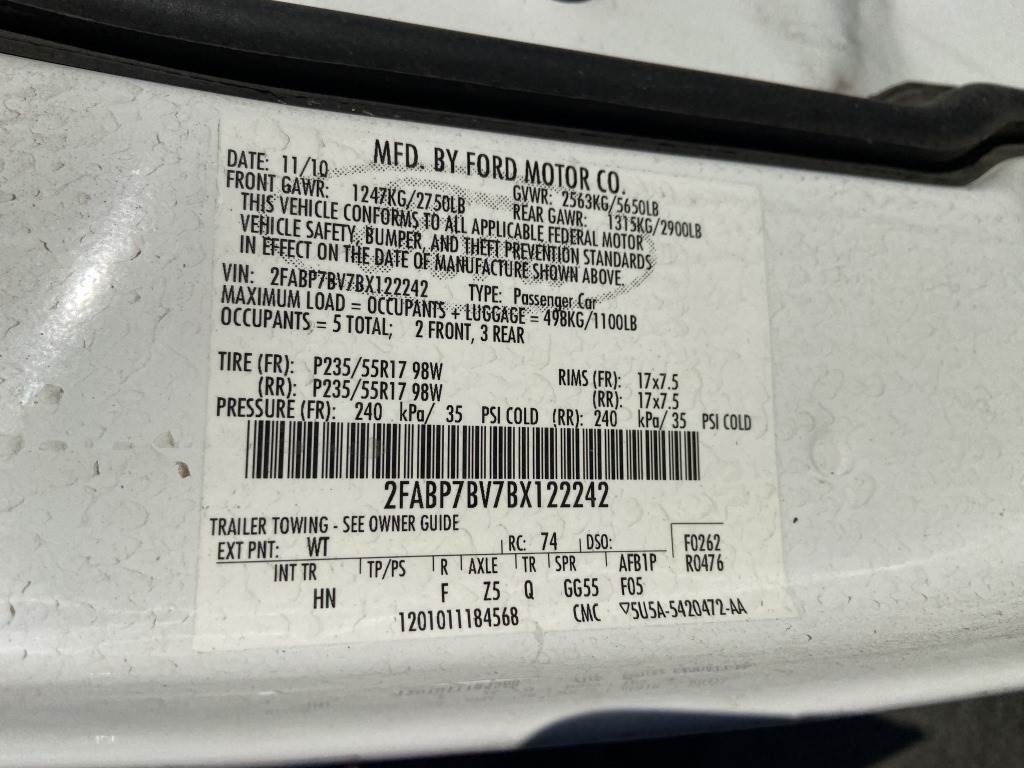 MFD. BY FORD MOTOR CO.
DATE: 11/10 GVWR: 2563KG/5650LB
FRONT GAWR: 1247KG/2750LB REAR GAWR: 1315KG/2900LB
THIS VEHICLE CONFORMS TO ALL APPLICABLE FEDERAL MOTOR
VEHICLE SAFETY, BUMPER, AND THEFT PREVENTION STANDARDS
IN EFFECT ON THE DATE OF MANUFACTURE SHOWN ABOVE.
VIN: 2FABP7BV7BX122242 TYPE: Passenger Car
MAXIMUM LOAD = OCCUPANTS + LUGGAGE = 498KG/1100LB
OCCUPANTS = 5 TOTAL; 2 FRONT, 3 REAR
TIRE (FR): P235/55R17 98W RIMS (FR): 17x7.5
(RR): P235/55R17 98W (RR): 17x7.5
PRESSURE (FR): 240 kPa/ 35 PSI COLD (RR): 240 kPa/ 35 PSI COLD
2FABP7BV7BX122242
TRAILER TOWING - SEE OWNER GUIDE
EXT PNT: WT RC: 74 DSO: F0262
INT TR TP/PS R AXLE TR SPR AFB1P R0476
HN F Z5 Q GG55 F05
1201011184568 CMC ▽5U5A-5420472-AA